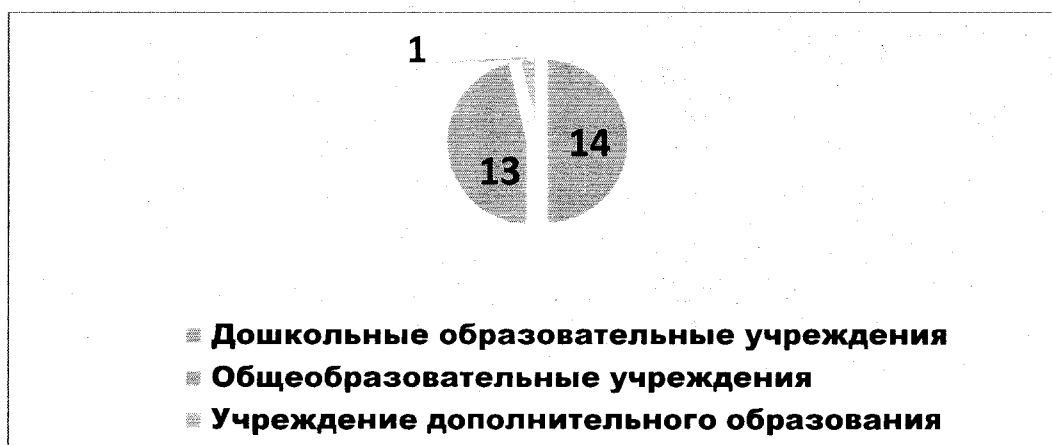 1
14
13
Дошкольные образовательные учреждения
Общеобразовательные учреждения
Учреждение дополнительного образования